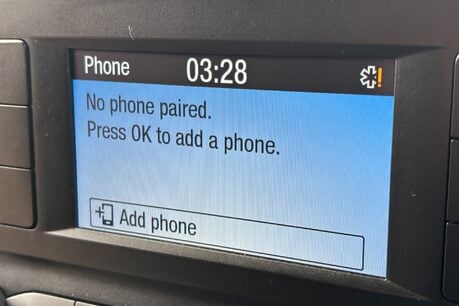 Phone 03:28
No phone paired.
Press OK to add a phone.
Add phone